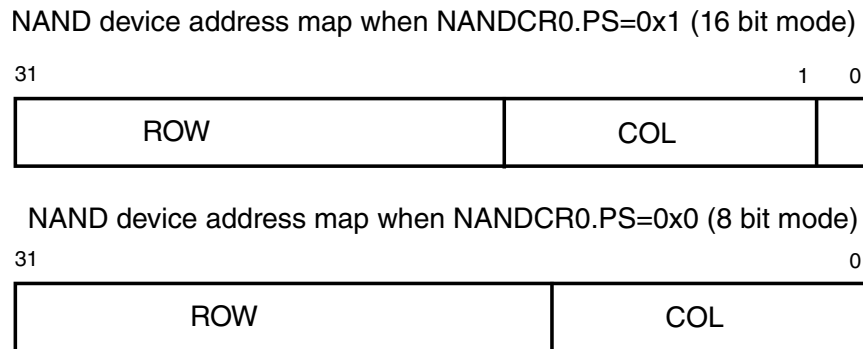 NAND device address map when NANDCR0.PS=0x1 (16 bit mode)
31 1 0
ROW COL
NAND device address map when NANDCR0.PS=0x0 (8 bit mode)
31 0
ROW COL